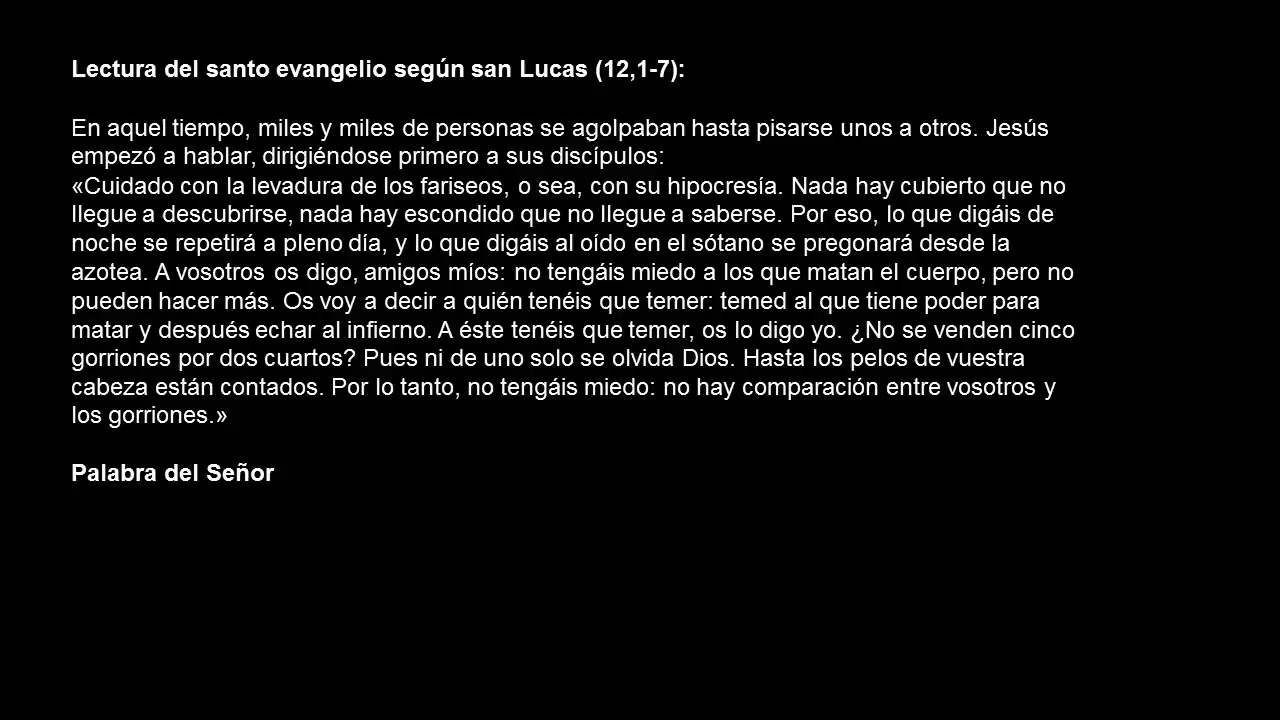 Lectura del santo evangelio según san Lucas (12,1-7):
En aquel tiempo, miles y miles de personas se agolpaban hasta pisarse unos a otros. Jesús
empezó a hablar, dirigiéndose primero a sus discípulos:
«Cuidado con la levadura de los fariseos, o sea, con su hipocresía. Nada hay cubierto que no
llegue a descubrirse, nada hay escondido que no llegue a saberse. Por eso, lo que digáis de
noche se repetirá a pleno día, y lo que digáis al oído en el sótano se pregonará desde la
azotea. A vosotros os digo, amigos míos: no tengáis miedo a los que matan el cuerpo, pero no
pueden hacer más. Os voy a decir a quién tenéis que temer: temed al que tiene poder para
matar y después echar al infierno. A éste tenéis que temer, os lo digo yo. ¿No se venden cinco
gorriones por dos cuartos? Pues ni de uno solo se olvida Dios. Hasta los pelos de vuestra
cabeza están contados. Por lo tanto, no tengáis miedo: no hay comparación entre vosotros y
los gorriones.»
Palabra del Señor